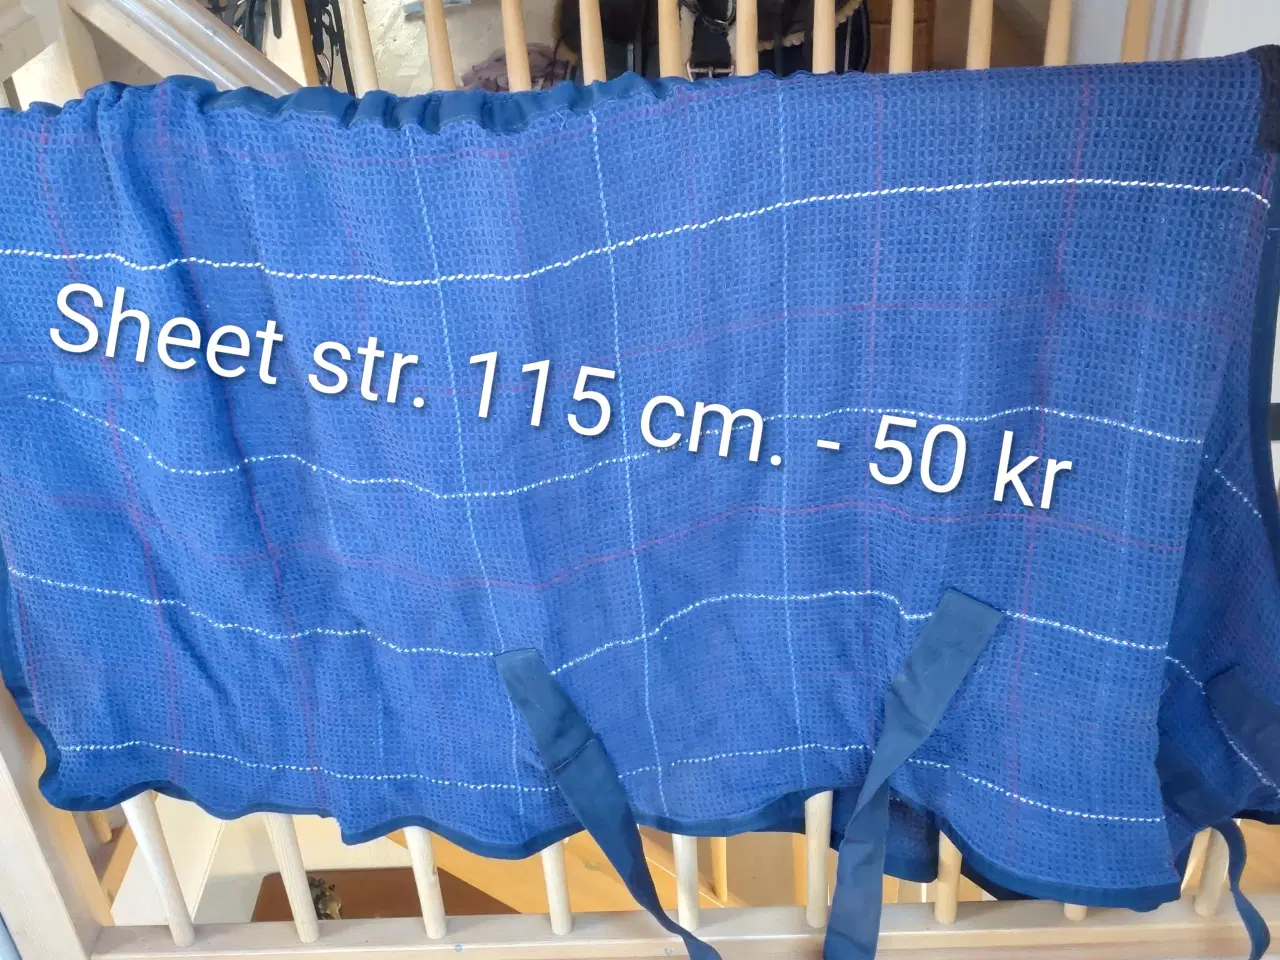 Sheet str. 115 cm. - 50 kr